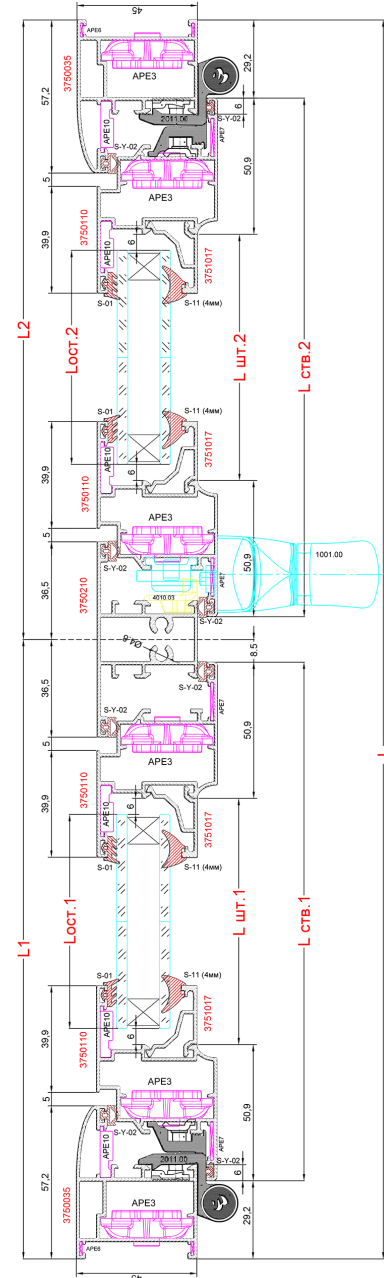 45
APE6
57,2
3750035
APE3
29,2
APE10
2011.00
6
S-Y-02
S-Y-02
APE7
5
APE3
50,9
39,9
3750110
APE10
6
3751017
S-01
S-11 (4мм)
L2
Lост.2
L шт.2
L ств.2
S-01
S-11 (4мм)
39,9
APE10
6
3751017
3750110
5
APE3
S-Y-02
50,9
1001.00
36,5
3750210
4010.03
APE7
S-Y-02
Ø4,8
8,5
36,5
S-Y-02
S-Y-02
APE7
5
APE3
50,9
39,9
3750110
APE10
6
3751017
S-01
S-11 (4мм)
L1
Lост.1
L шт.1
L ств.1
L
S-01
S-11 (4мм)
39,9
APE10
6
3751017
3750110
5
APE3
50,9
S-Y-02
APE7
57,2
APE10
2011.00
S-Y-02
6
3750035
APE3
29,2
APE6
45